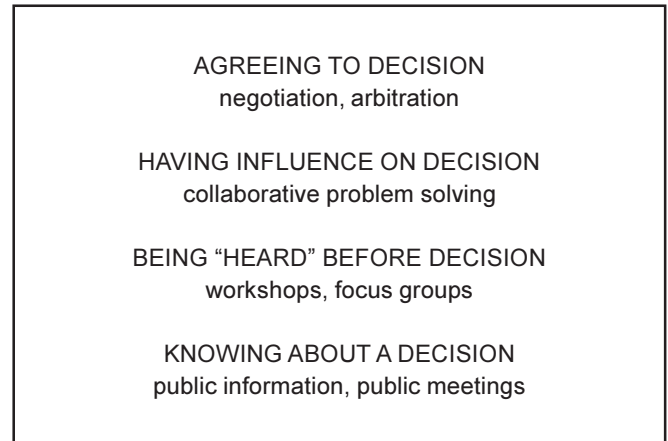 AGREEING TO DECISION
negotiation, arbitration
HAVING INFLUENCE ON DECISION
collaborative problem solving
BEING “HEARD” BEFORE DECISION
workshops, focus groups
KNOWING ABOUT A DECISION
public information, public meetings